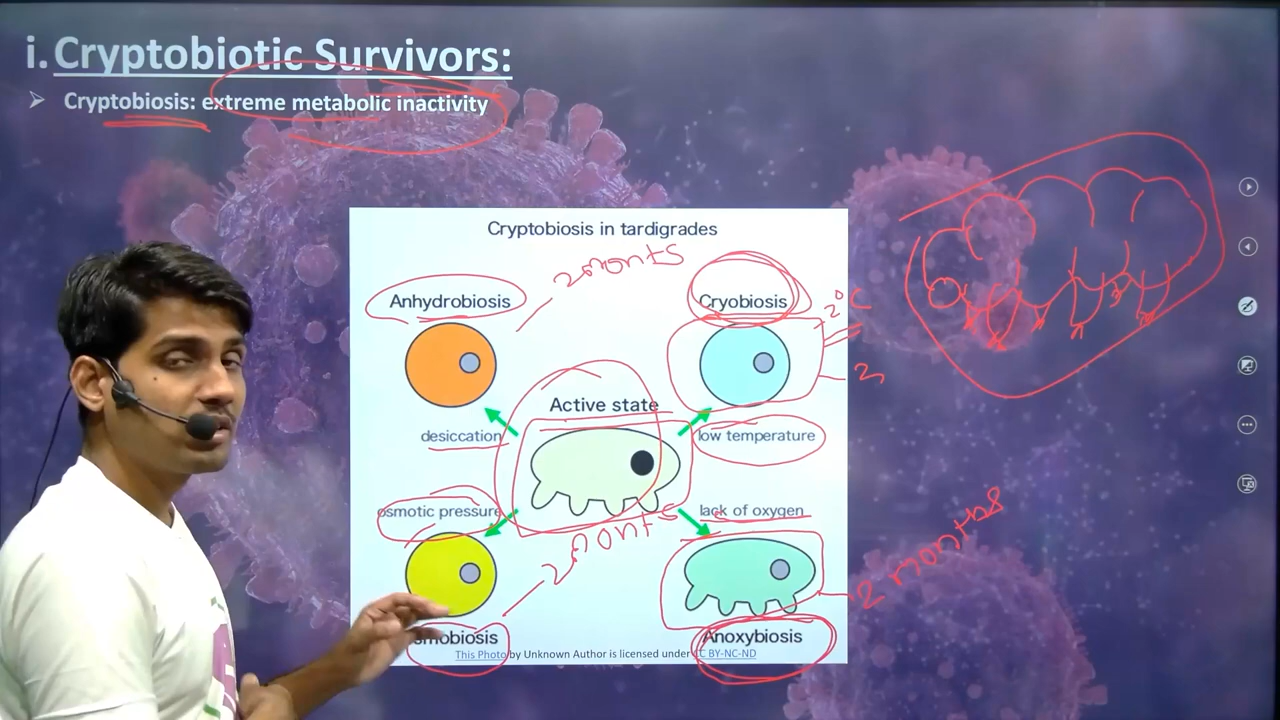 i. Cryptobiotic Survivors:
➢ Cryptobiosis: extreme metabolic inactivity
Cryptobiosis in tardigrades
2 monts
Anhydrobiosis
Cryobiosis
2°C
2
Active state
desiccation
low temperature
osmotic pressure
lack of oxygen
2 monts
2 months
smobiosis
Anoxybiosis
This Photo by Unknown Author is licensed under CC BY-NC-ND